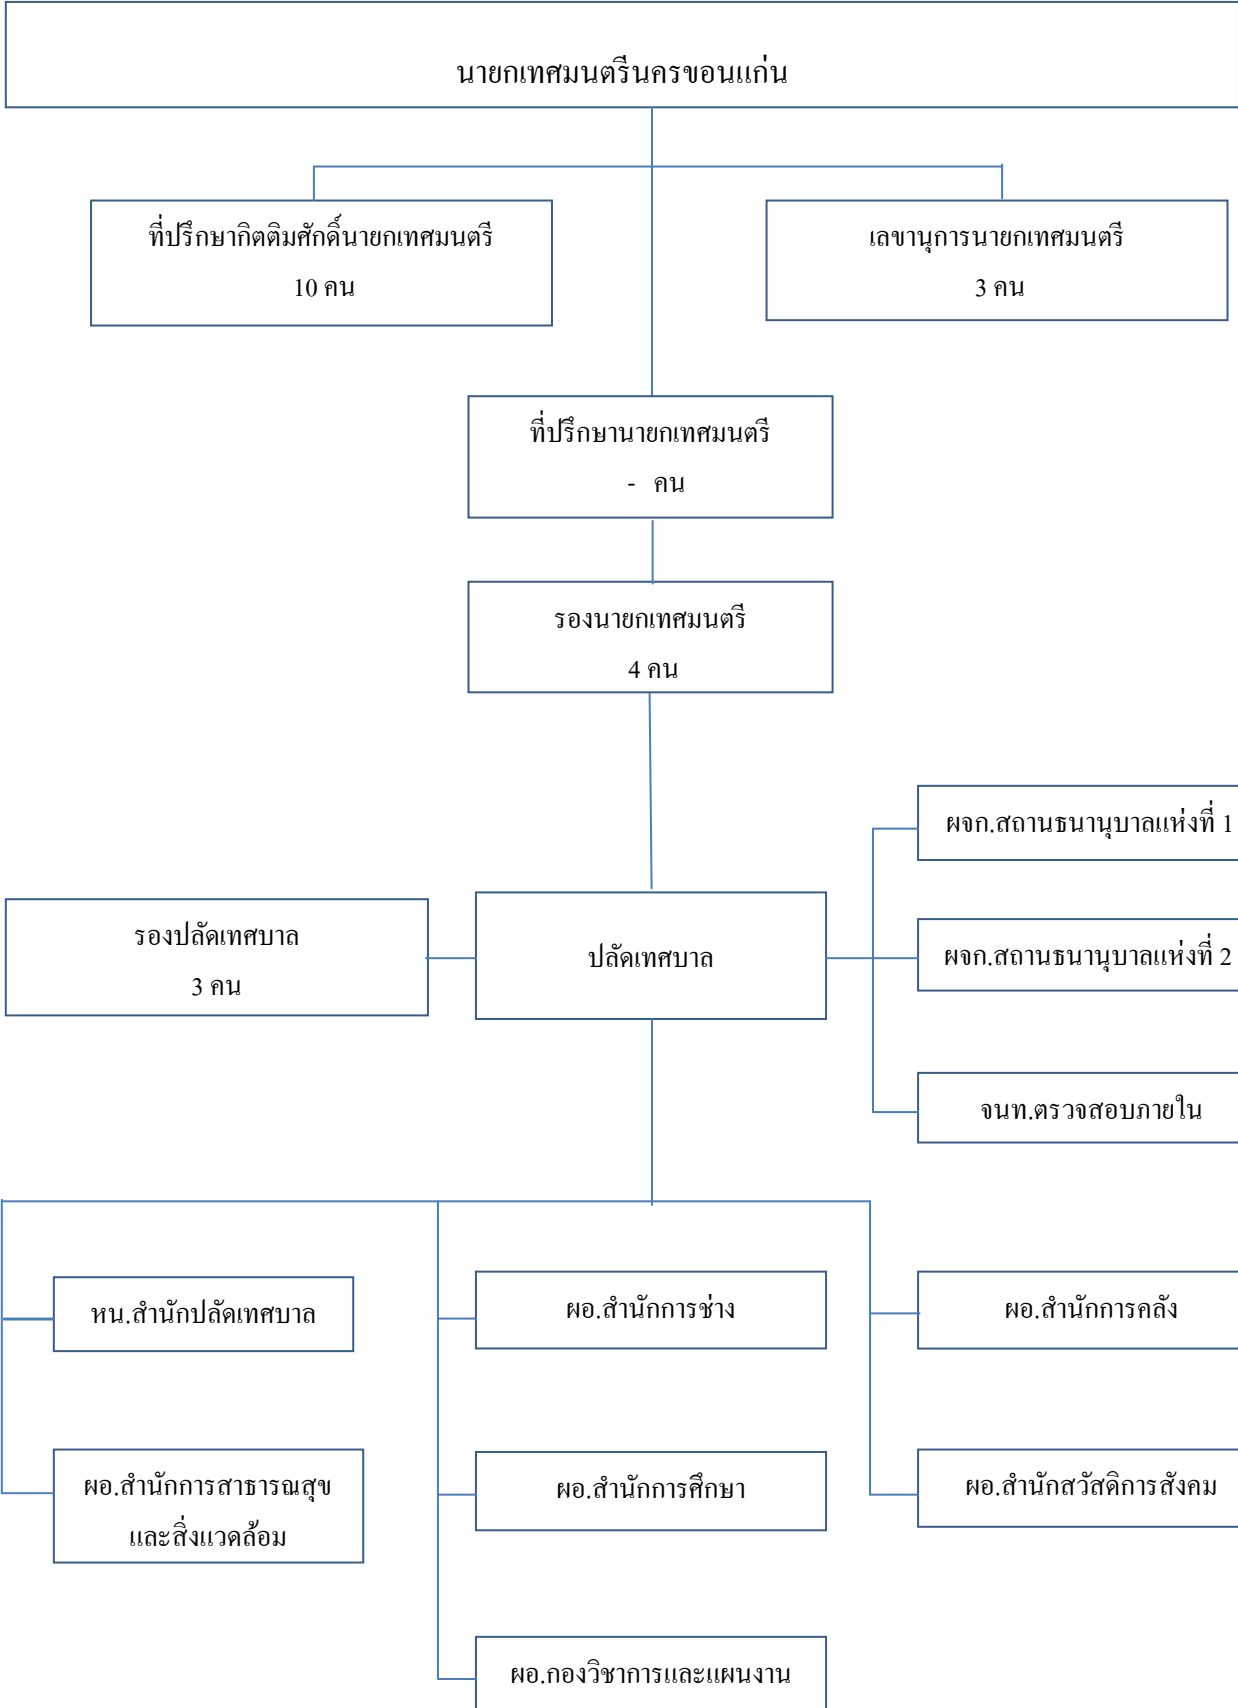 นายกเทศมนตรีนครขอนแก่น
ที่ปรึกษากิตติมศักดิ์นายกเทศมนตรี
10 คน
เลขานุการนายกเทศมนตรี
3 คน
ที่ปรึกษานายกเทศมนตรี
- คน
รองนายกเทศมนตรี
4 คน
ผจก.สถานธนานุบาลแห่งที่ 1
รองปลัดเทศบาล
3 คน
ปลัดเทศบาล
ผจก.สถานธนานุบาลแห่งที่ 2
จนท.ตรวจสอบภายใน
หน.สำนักปลัดเทศบาล
ผอ.สำนักการช่าง
ผอ.สำนักการคลัง
ผอ.สำนักการสาธารณสุข
และสิ่งแวดล้อม
ผอ.สำนักการศึกษา
ผอ.สำนักสวัสดิการสังคม
ผอ.กองวิชาการและแผนงาน